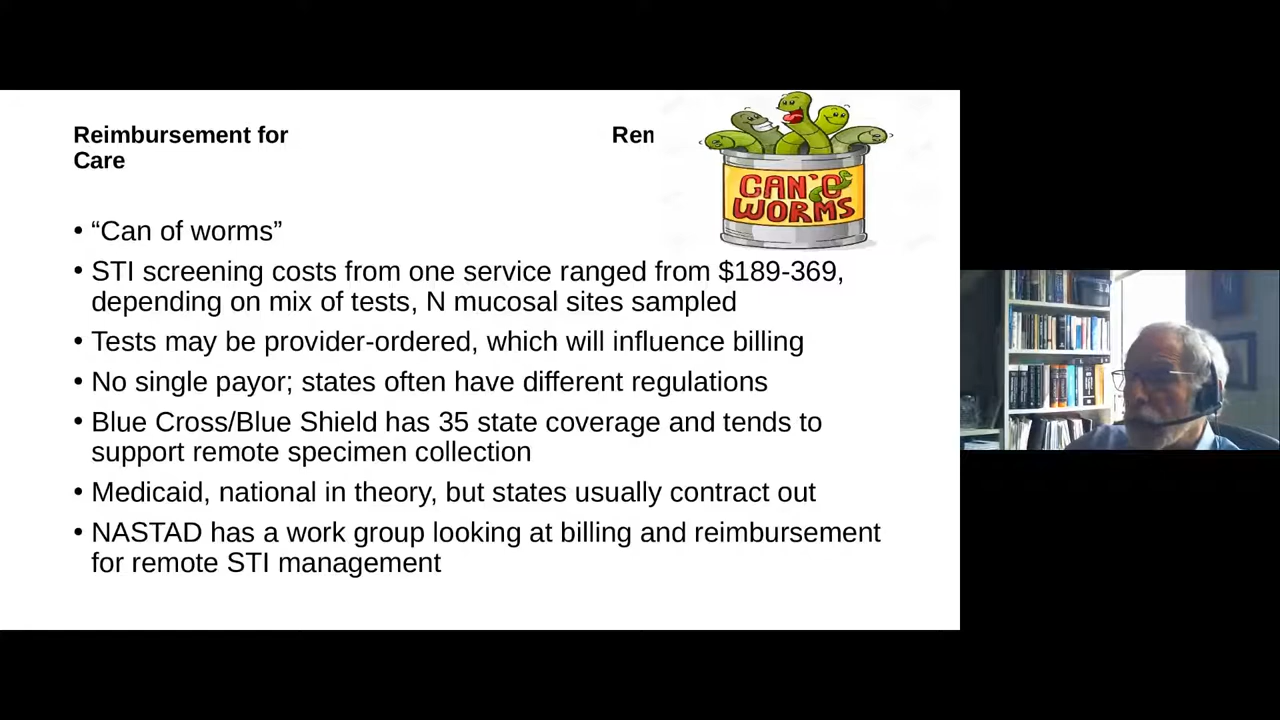 Reimbursement for
Ren
Care
CAN'O
WORMS
• “Can of worms”
• STI screening costs from one service ranged from $189-369,
depending on mix of tests, N mucosal sites sampled
• Tests may be provider-ordered, which will influence billing
• No single payor; states often have different regulations
• Blue Cross/Blue Shield has 35 state coverage and tends to
support remote specimen collection
• Medicaid, national in theory, but states usually contract out
• NASTAD has a work group looking at billing and reimbursement
for remote STI management